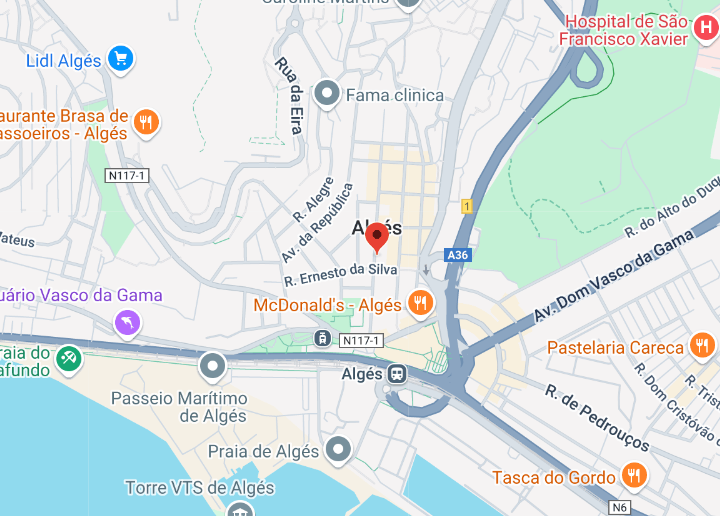 Caroline Martins
Hospital de São
Francisco Xavier
Lidl Algés
Rua da Eira
Fama clinica
aurante Brasa de
assoeiros - Algés
N117-1
R. Alegre
Av. da República
1
R. do Alto do Duq
Algés
Mateus
A36
R. Ernesto da Silva
Av. Dom Vasco da Gama
uário Vasco da Gama
McDonald's - Algés
N117-1
Pastelaria Careca
raia do
afundo
Algés
R. Dom Cristóvão d
R. Trist
Passeio Marítimo
de Algés
R. de Pedrouços
Praia de Algés
Tasca do Gordo
Torre VTS de Algés
N6